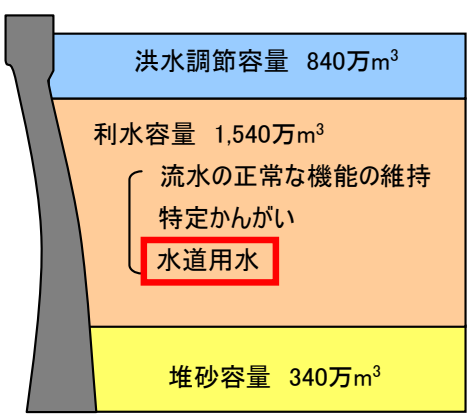 洪水調節容量 840万m³
利水容量 1,540万m³
流水の正常な機能の維持
特定かんがい
水道用水
堆砂容量 340万m³